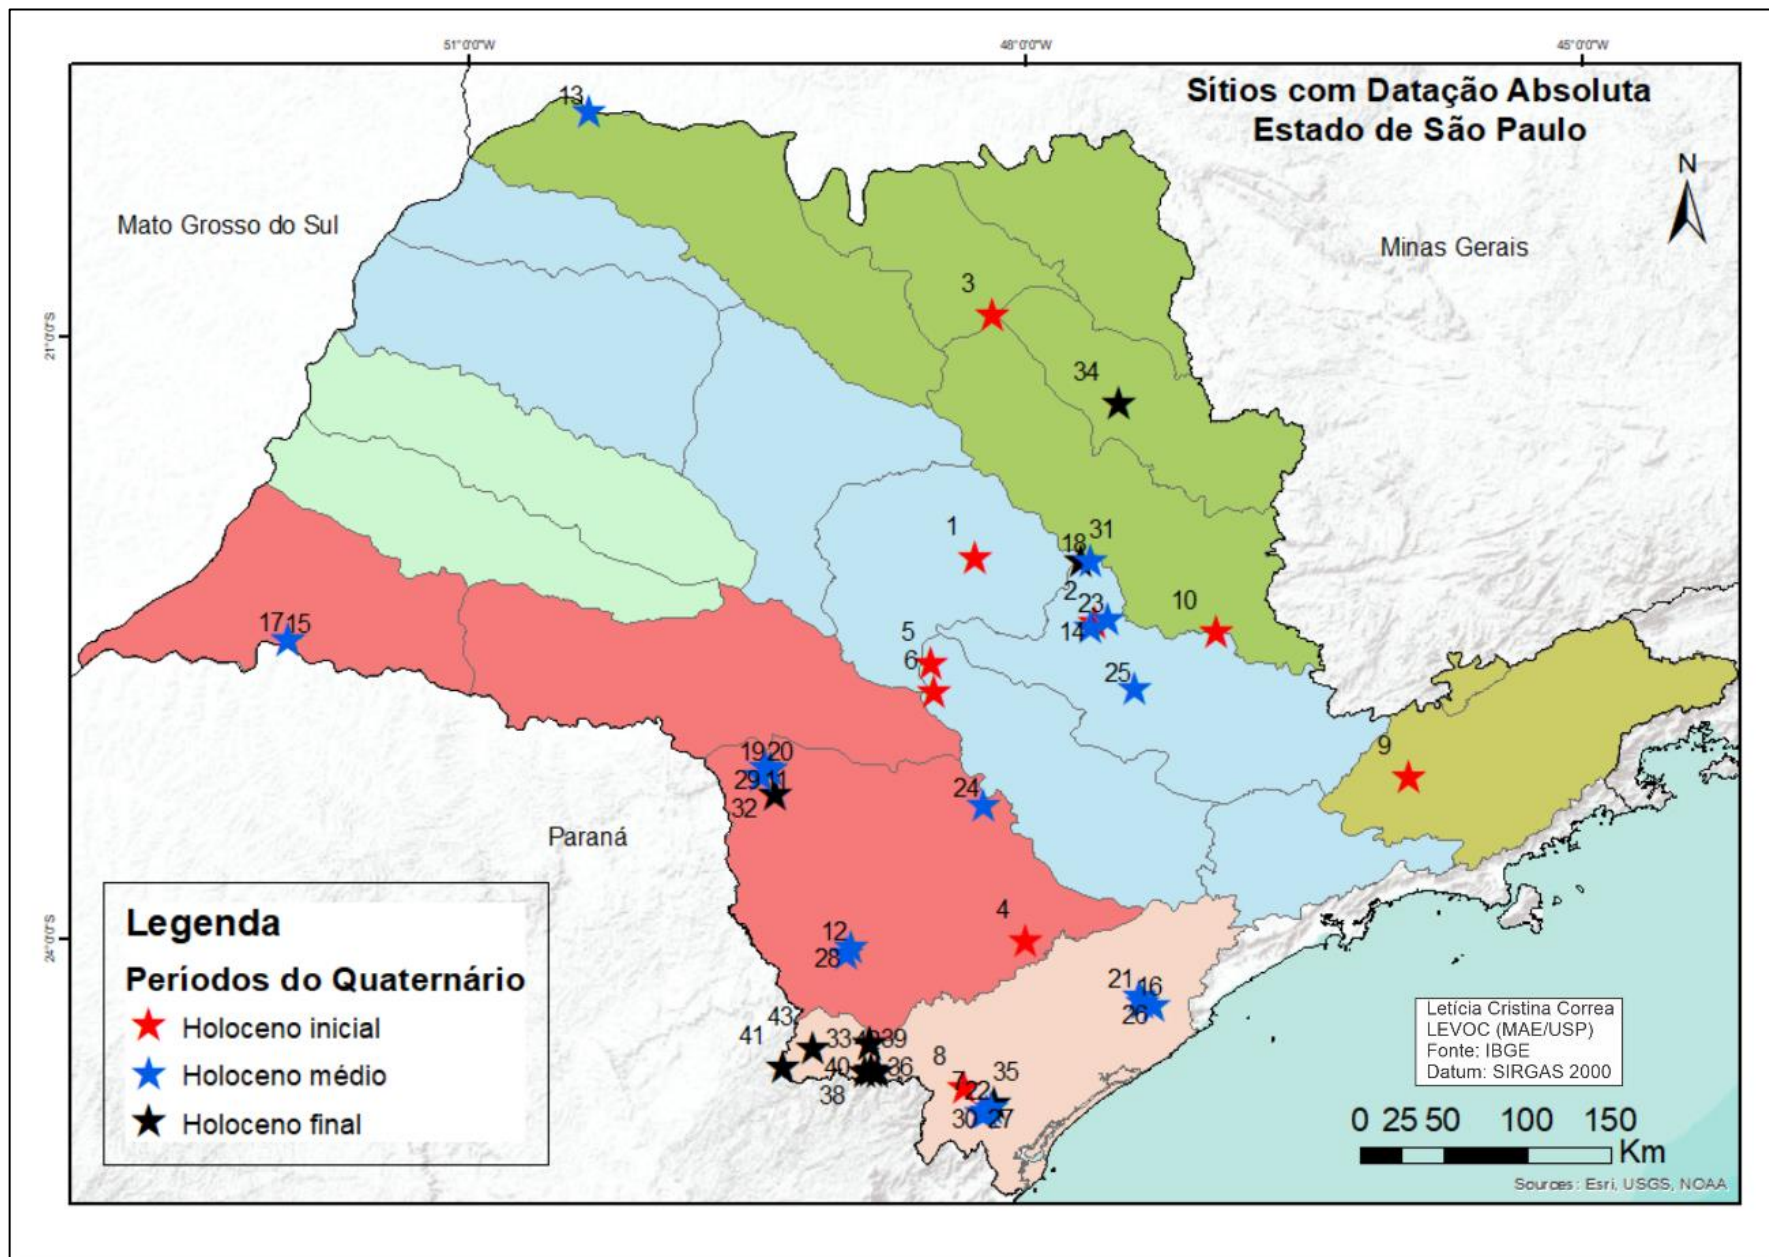 51°0'0"W
48°0'0"W
45°0'0"W
Sítios com Datação Absoluta
Estado de São Paulo
N
13
Mato Grosso do Sul
Minas Gerais
3
21°0'0"S
34
1
18
31
2
23
14
10
5
6
17
15
25
9
19
20
29
11
32
24
Paraná
4
12
28
24°0'0"S
21
16
26
43
41
33
39
40
36
38
8
7
22
35
30
27
Legenda
Períodos do Quaternário
Holoceno inicial
Holoceno médio
Holoceno final
Letícia Cristina Correa
LEVOC (MAE/USP)
Fonte: IBGE
Datum: SIRGAS 2000
0 25 50 100 150
Km
Sources: Esri, USGS, NOAA